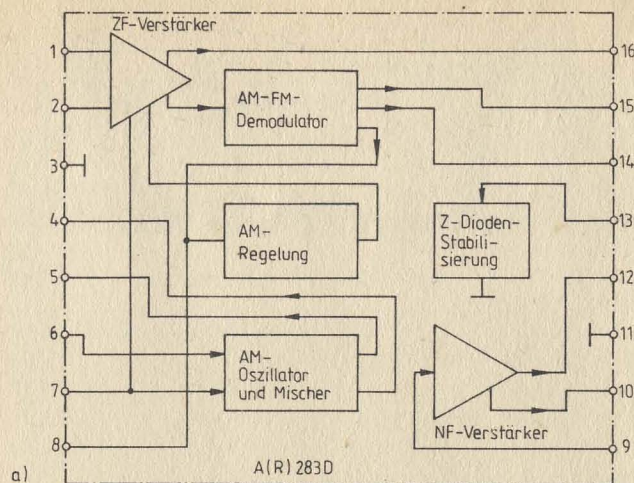 ZF-Verstärker
1
16
2
AM-FM-
Demodulator
15
3
14
4
AM-
Regelung
Z-Dioden-
Stabili-
sierung
13
5
12
6
AM-
Oszillator
und Mischer
11
7
10
NF-Verstärker
8
9
a)
A(R) 283D